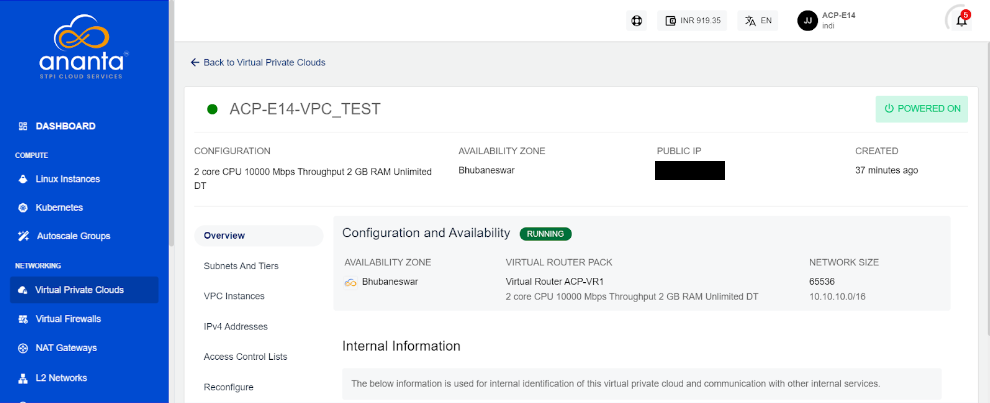 ananta
STPI CLOUD SERVICES
DASHBOARD
COMPUTE
Linux Instances
Kubernetes
Autoscale Groups
NETWORKING
Virtual Private Clouds
Virtual Firewalls
NAT Gateways
L2 Networks
INR 919.35
EN
JJ
ACP-E14
indi
5
Back to Virtual Private Clouds
ACP-E14-VPC_TEST
POWERED ON
CONFIGURATION
2 core CPU 10000 Mbps Throughput 2 GB RAM Unlimited
DT
AVAILABILITY ZONE
Bhubaneswar
PUBLIC IP
CREATED
37 minutes ago
Overview
Subnets And Tiers
VPC Instances
IPv4 Addresses
Access Control Lists
Reconfigure
Configuration and Availability RUNNING
AVAILABILITY ZONE
Bhubaneswar
VIRTUAL ROUTER PACK
Virtual Router ACP-VR1
2 core CPU 10000 Mbps Throughput 2 GB RAM Unlimited DT
NETWORK SIZE
65536
10.10.10.0/16
Internal Information
The below information is used for internal identification of this virtual private cloud and communication with other internal services.